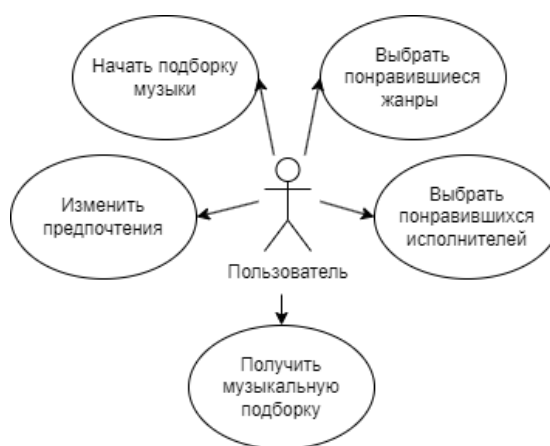 Начать подборку
музыки
Выбрать
понравившиеся
жанры
Изменить
предпочтения
Выбрать
понравившихся
исполнителей
Пользователь
Получить
музыкальную
подборку